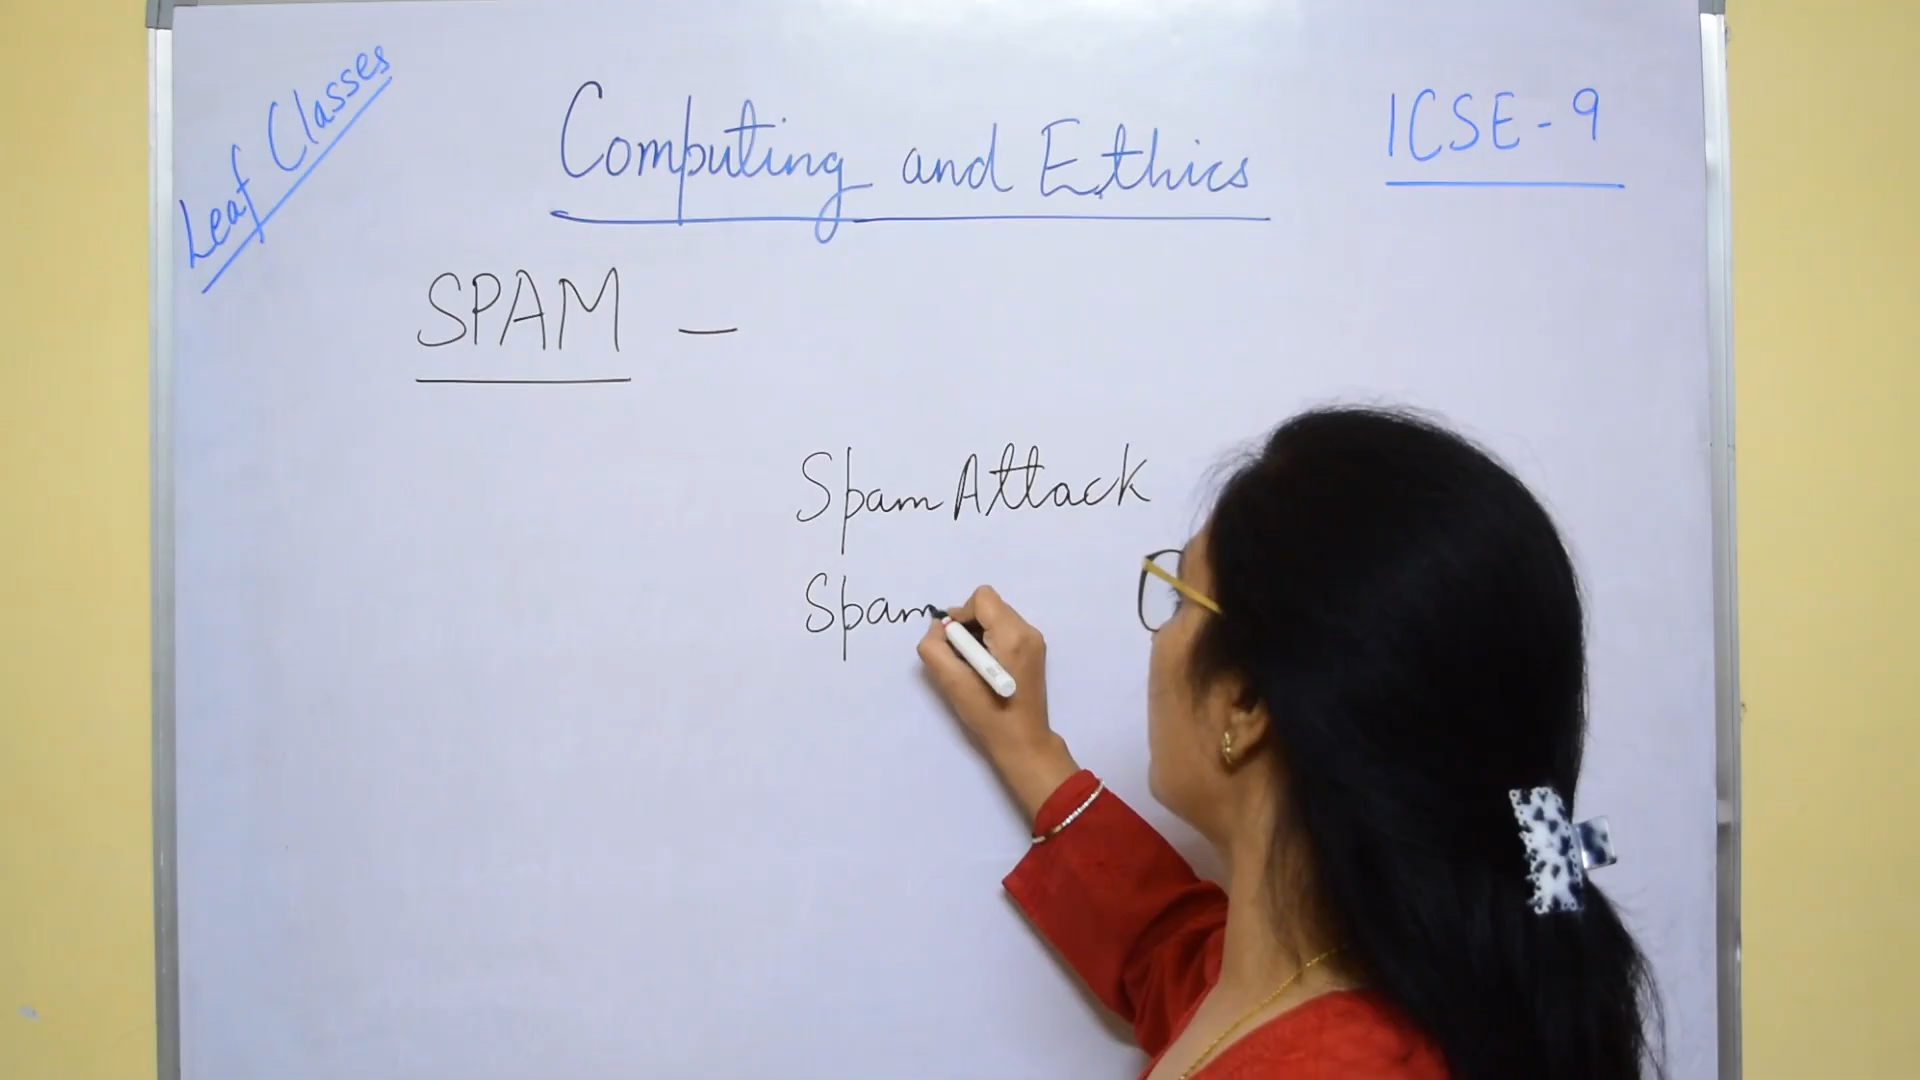 Leaf Classes
Computing and Ethics
ICSE - 9
SPAM —
Spam Attack
Spam